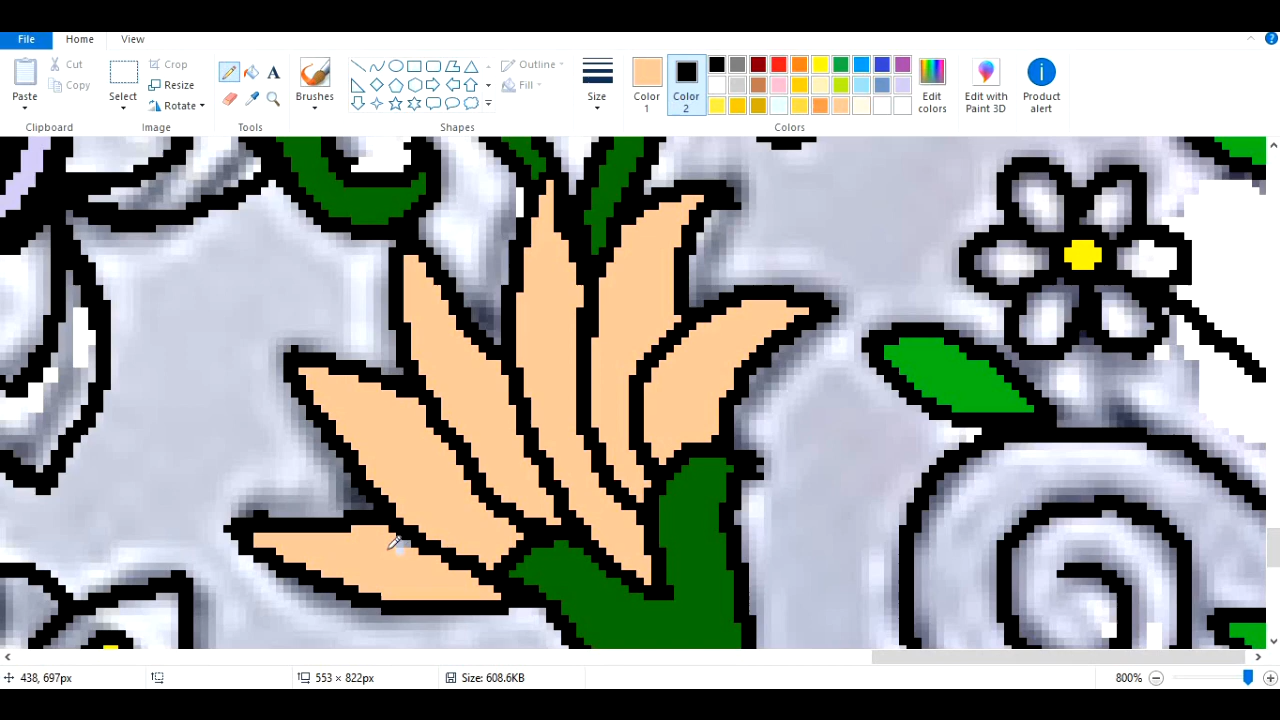 File Home View ?
Paste Cut Copy
Clipboard
Select Crop Resize Rotate
Image
A
Tools
Brushes
Outline Fill
Shapes
Size
Color 1
Color 2
Edit colors
Colors
Edit with Paint 3D
Product alert
438, 697px
553 × 822px
Size: 608.6KB
800%